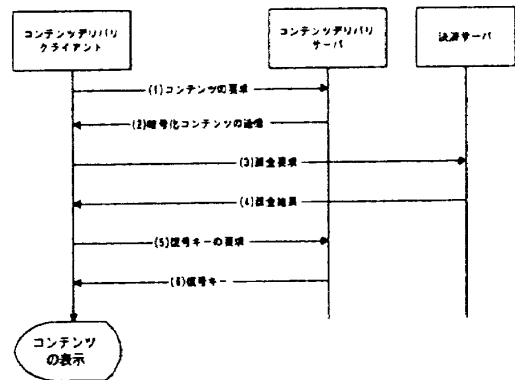 コンテンツデリバリ
クライアント
コンテンツデリバリ
サーバ
決済サーバ
(1)コンテンツの要求
(2)暗号化コンテンツの送信
(3)課金要求
(4)課金結果
(5)復号キーの要求
(6)復号キー
コンテンツ
の表示